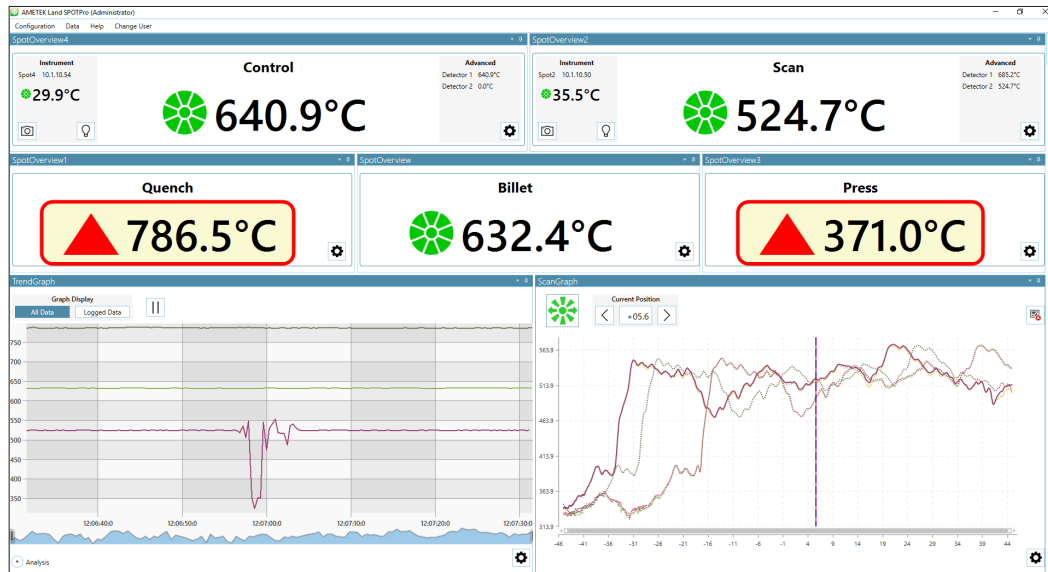 AMETEK Land SPOTPro (Administrator)
Configuration Data Help Change User
SpotOverview4
Instrument
Spot4 10.1.10.54
29.9°C
Control
640.9°C
Advanced
Detector 1 640.9°C
Detector 2 0.0°C
SpotOverview2
Instrument
Spot2 10.1.10.50
35.5°C
Scan
524.7°C
Advanced
Detector 1 685.2°C
Detector 2 524.7°C
SpotOverview1
Quench
786.5°C
SpotOverview
Billet
632.4°C
SpotOverview3
Press
371.0°C
TrendGraph
Graph Display
All Data Logged Data
750
700
650
600
550
500
450
400
350
12:06:40 12:06:50 12:07:00 12:07:10 12:07:20 12:07:30.0
Analysis
ScanGraph
Current Position
+05.6
563.9
513.9
463.9
413.9
363.9
313.9
-46 -41 -36 -31 -26 -21 -16 -11 -6 -1 4 9 14 19 24 29 34 39 44